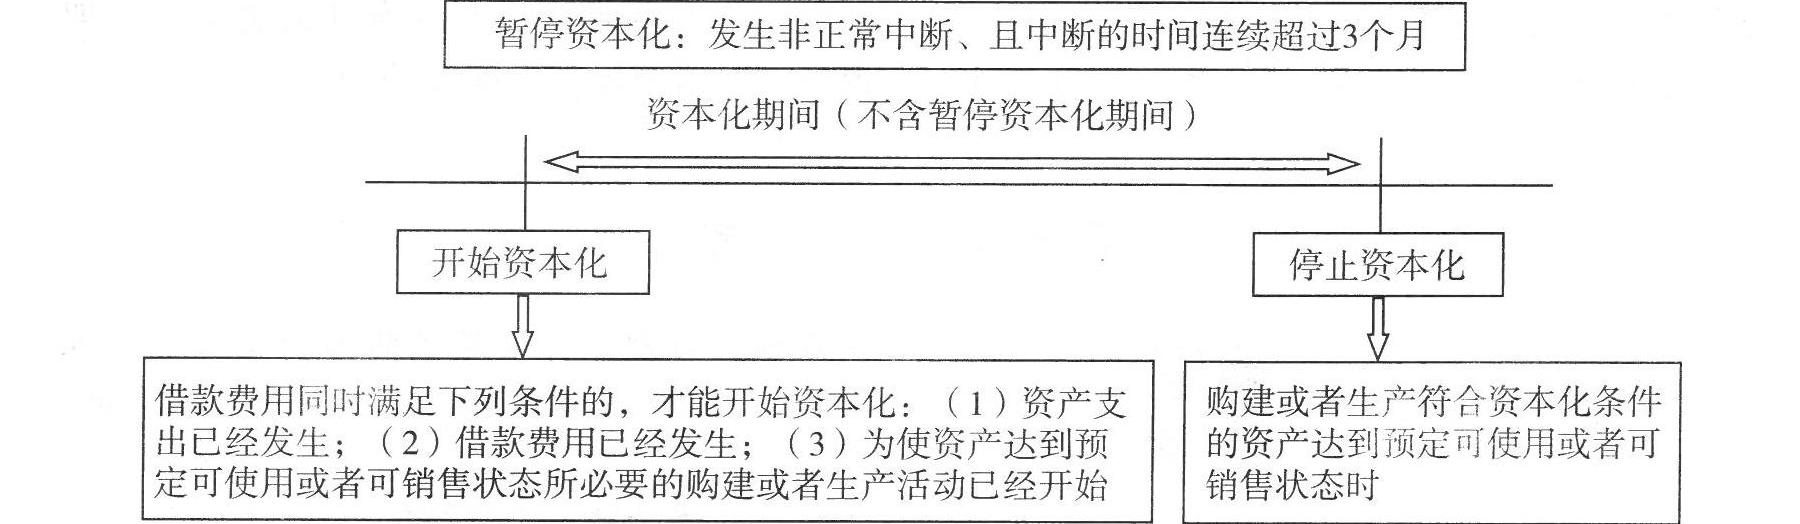 暂停资本化：发生非正常中断、且中断的时间连续超过3个月
资本化期间（不含暂停资本化期间）
开始资本化
停止资本化
借款费用同时满足下列条件的，才能开始资本化：（1）资产支
出已经发生；（2）借款费用已经发生；（3）为使资产达到预
定可使用或者可销售状态所必要的购建或者生产活动已经开始
购建或者生产符合资本化条件
的资产达到预定可使用或者可
销售状态时